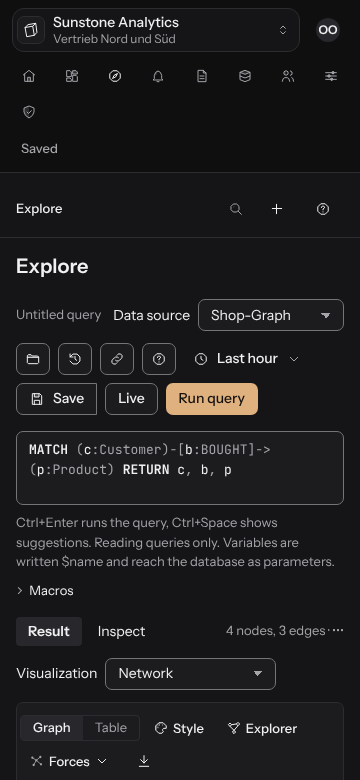 Sunstone Analytics
Vertrieb Nord und Süd
OO
Saved
Explore
Explore
Untitled query Data source Shop-Graph
Last hour
Save Live Run query
MATCH (c:Customer)-[b:BOUGHT]->
(p:Product) RETURN c, b, p
Ctrl+Enter runs the query, Ctrl+Space shows
suggestions. Reading queries only. Variables are
written $name and reach the database as parameters.
Macros
Result Inspect 4 nodes, 3 edges · ···
Visualization Network
Graph Table Style Explorer
Forces